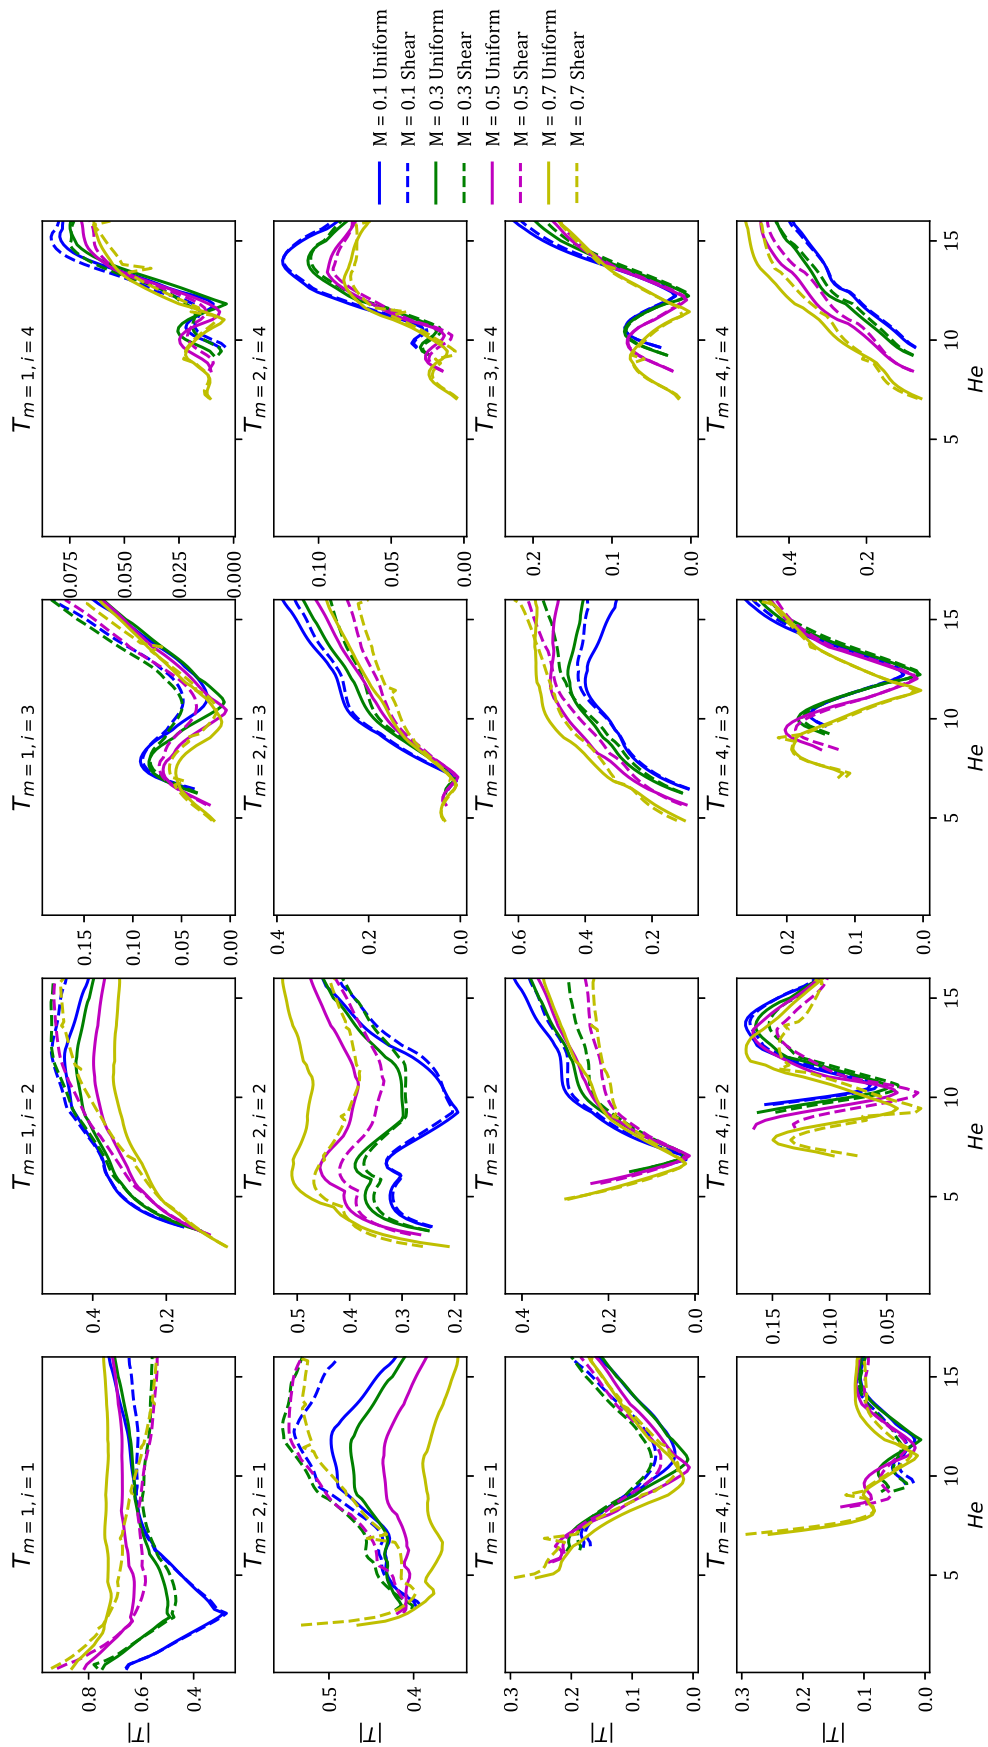 T_{m=1, i=1}
T_{m=1, i=2}
T_{m=1, i=3}
T_{m=1, i=4}
|T|
0.8
0.6
0.4
0.4
0.2
0.15
0.10
0.05
0.00
0.075
0.050
0.025
0.000
T_{m=2, i=1}
T_{m=2, i=2}
T_{m=2, i=3}
T_{m=2, i=4}
|T|
0.5
0.4
0.5
0.4
0.3
0.2
0.4
0.2
0.0
0.10
0.05
0.00
M = 0.1 Uniform
M = 0.1 Shear
M = 0.3 Uniform
M = 0.3 Shear
M = 0.5 Uniform
M = 0.5 Shear
M = 0.7 Uniform
M = 0.7 Shear
T_{m=3, i=1}
T_{m=3, i=2}
T_{m=3, i=3}
T_{m=3, i=4}
|T|
0.3
0.2
0.1
0.0
0.4
0.2
0.0
0.6
0.4
0.2
0.2
0.1
0.0
T_{m=4, i=1}
T_{m=4, i=2}
T_{m=4, i=3}
T_{m=4, i=4}
|T|
0.3
0.1
0.0
0.15
0.10
0.05
0.2
0.1
0.0
0.4
0.2
5 10 15
5 10 15
5 10 15
5 10 15
He
He
He
He